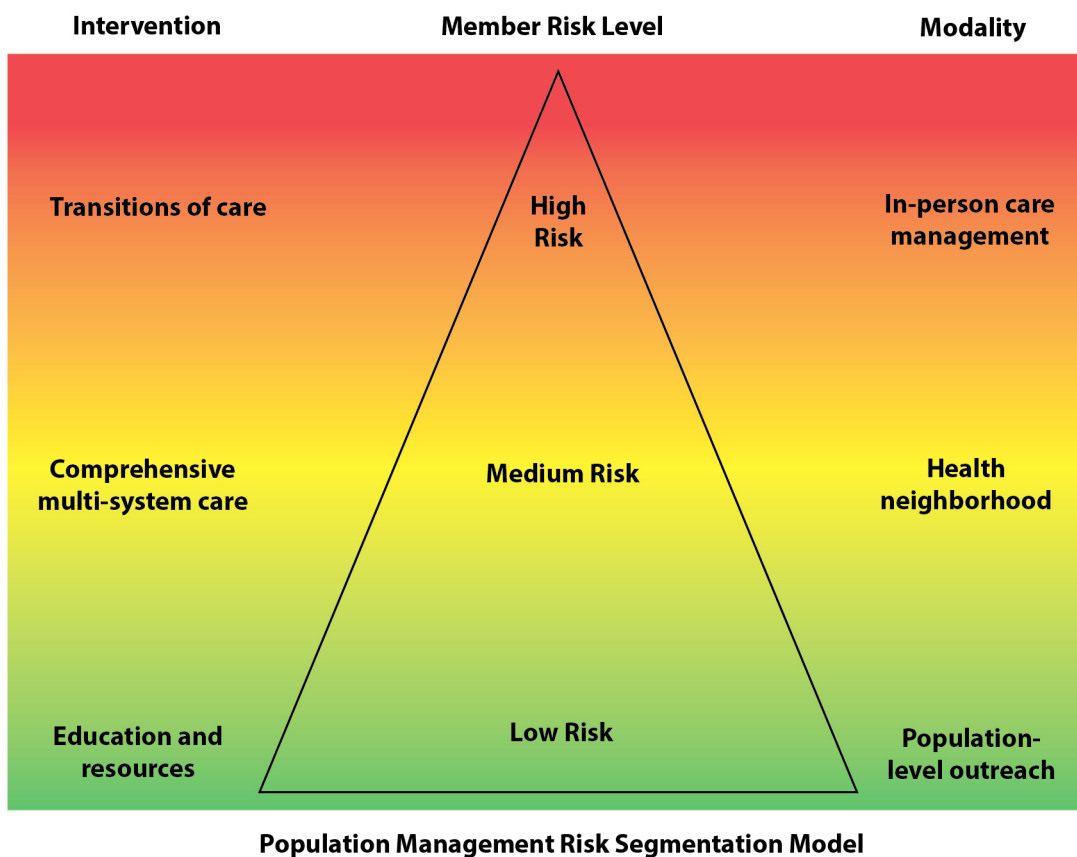 Intervention
Member Risk Level
Modality
Transitions of care
High
Risk
In-person care
management
Comprehensive
multi-system care
Medium Risk
Health
neighborhood
Education and
resources
Low Risk
Population-
level outreach
Population Management Risk Segmentation Model